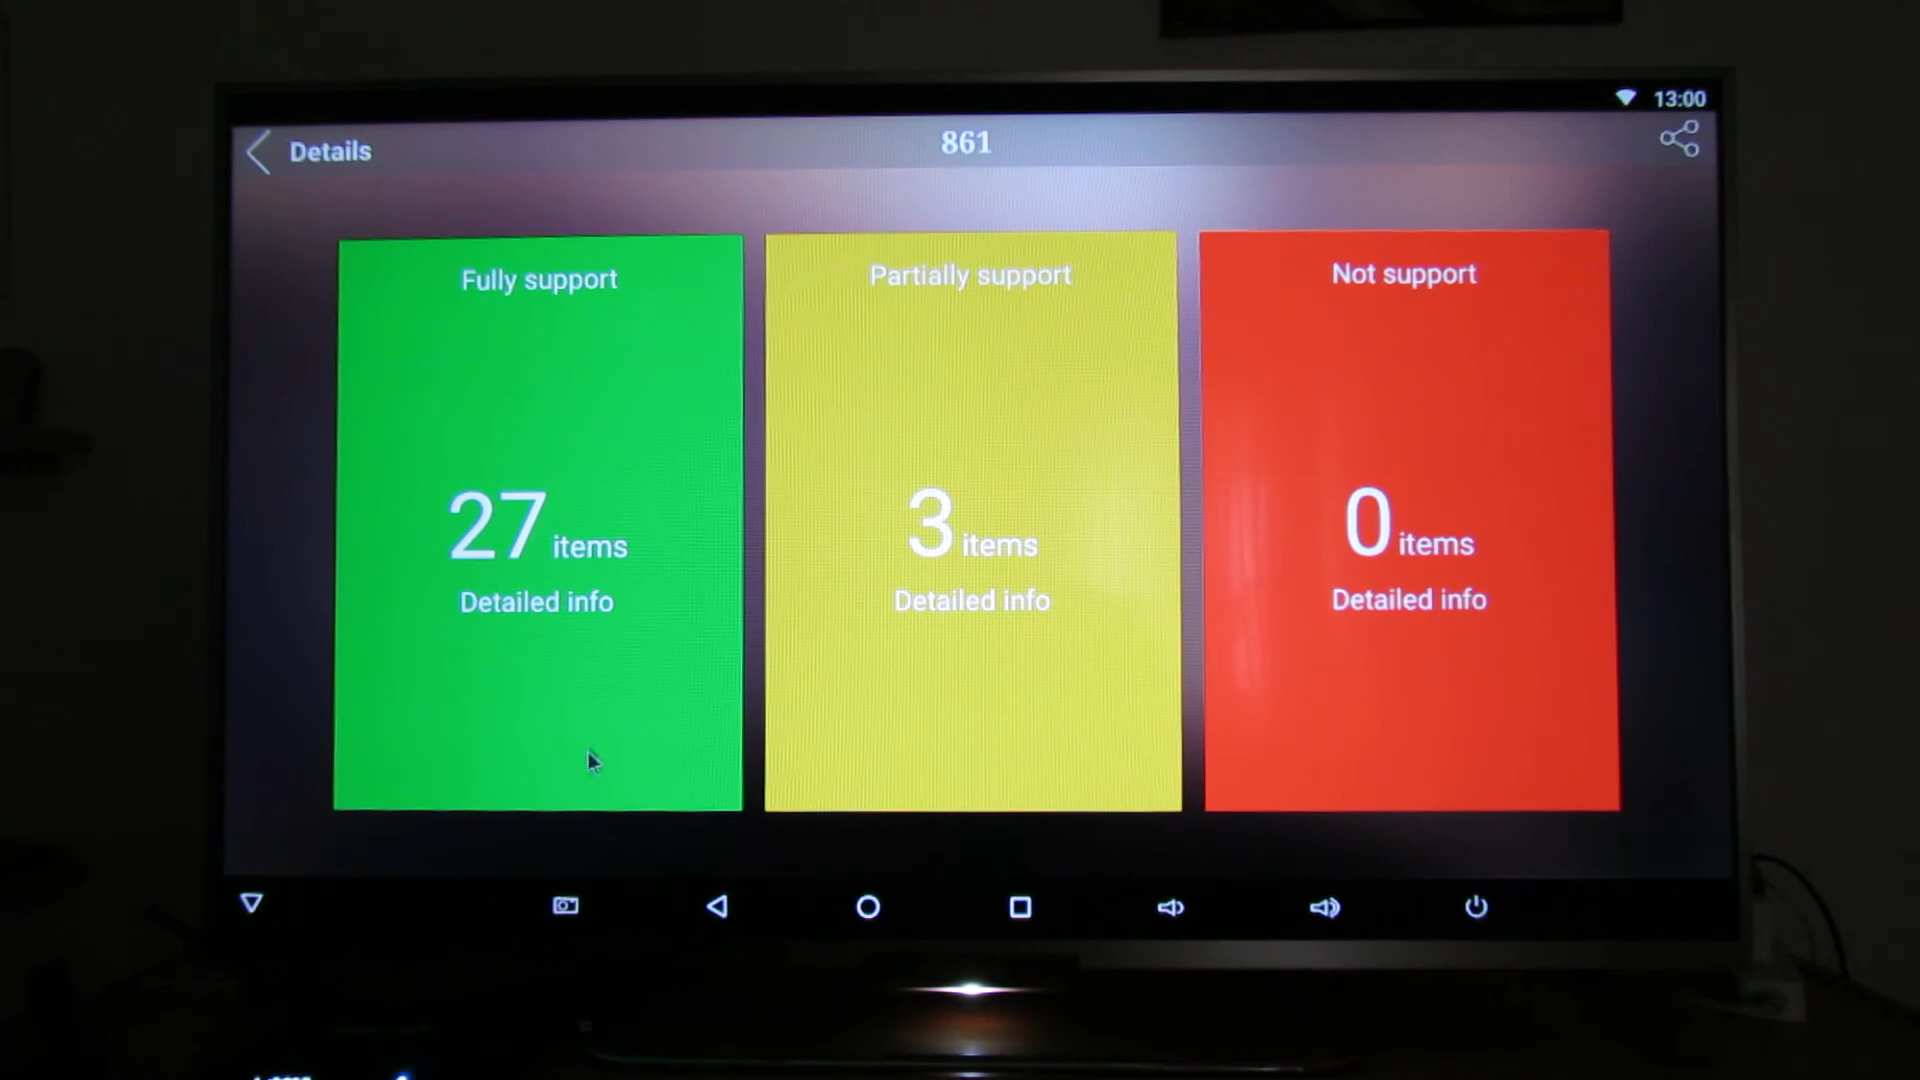 13:00
Details
861
Fully support
Partially support
Not support
27 items
3 items
0 items
Detailed info
Detailed info
Detailed info